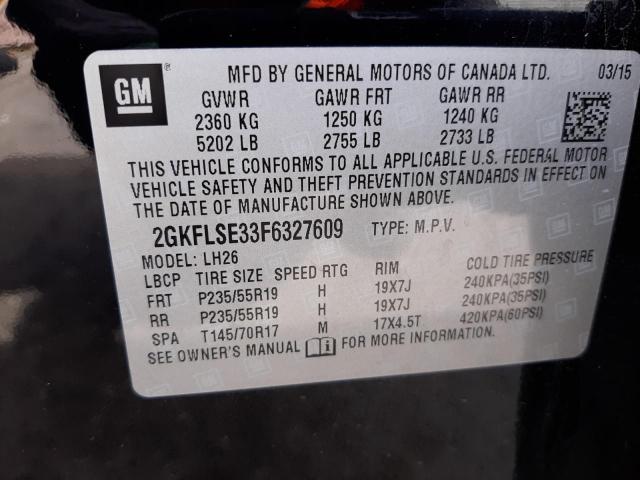 GM ® MFD BY GENERAL MOTORS OF CANADA LTD. 03/15
GVWR GAWR FRT GAWR RR
2360 KG 1250 KG 1240 KG
5202 LB 2755 LB 2733 LB
THIS VEHICLE CONFORMS TO ALL APPLICABLE U.S. FEDERAL MOTOR
VEHICLE SAFETY AND THEFT PREVENTION STANDARDS IN EFFECT ON
THE DATE OF MANUFACTURE SHOWN ABOVE.
2GKFLSE33F6327609 TYPE: M.P.V.
MODEL: LH26
LBCP TIRE SIZE SPEED RTG RIM COLD TIRE PRESSURE
FRT P235/55R19 H 19X7J 240KPA(35PSI)
RR P235/55R19 H 19X7J 240KPA(35PSI)
SPA T145/70R17 M 17X4.5T 420KPA(60PSI)
SEE OWNER'S MANUAL FOR MORE INFORMATION.